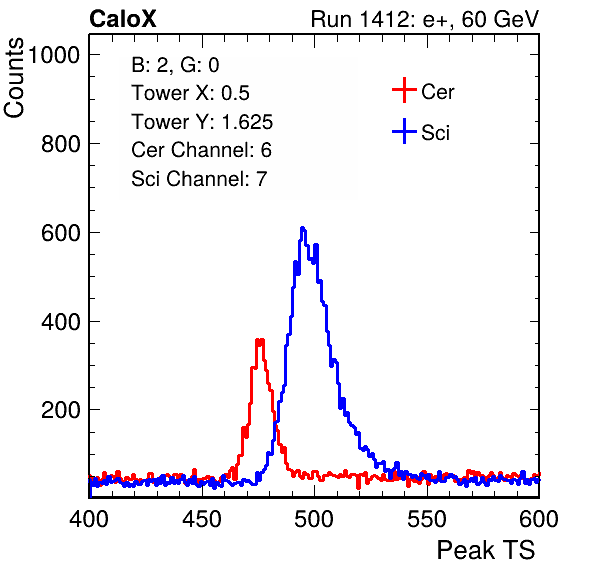 CaloX Run 1412: e+, 60 GeV
Counts
1000
800
600
400
200
B: 2, G: 0
Tower X: 0.5
Tower Y: 1.625
Cer Channel: 6
Sci Channel: 7
Cer
Sci
400 450 500 550 600
Peak TS